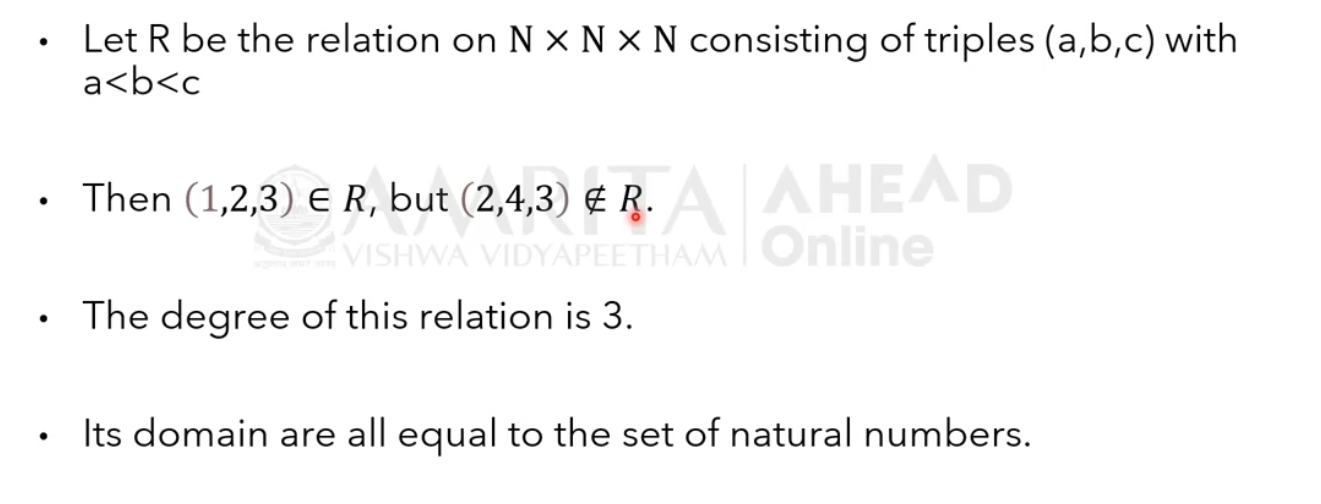 • Let R be the relation on N × N × N consisting of triples (a,b,c) with
a<b<c
• Then (1,2,3) ∈ R, but (2,4,3) ∉ R.
AMRITA AHEAD
VISHWA VIDYAPEETHAM Online
• The degree of this relation is 3.
• Its domain are all equal to the set of natural numbers.